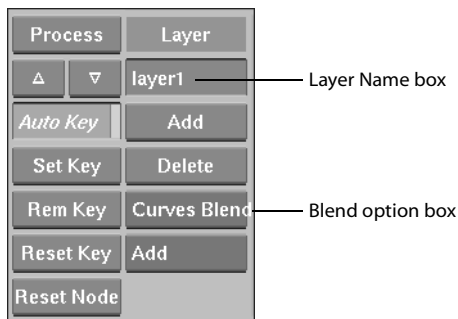 Process Layer
layer1 Layer Name box
Auto Key Add
Set Key Delete
Rem Key Curves Blend Blend option box
Reset Key Add
Reset Node